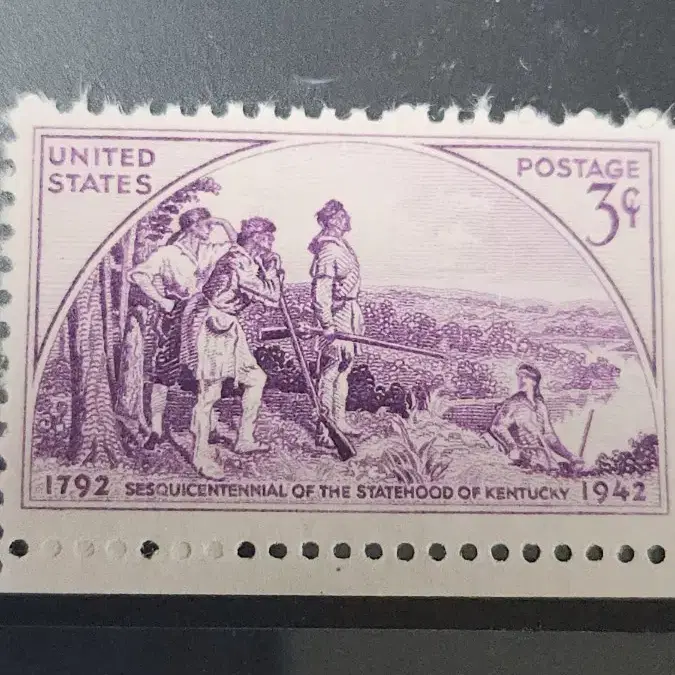 UNITED
STATES
POSTAGE
3¢
1792 SESQUICENTENNIAL OF THE STATEHOOD OF KENTUCKY 1942